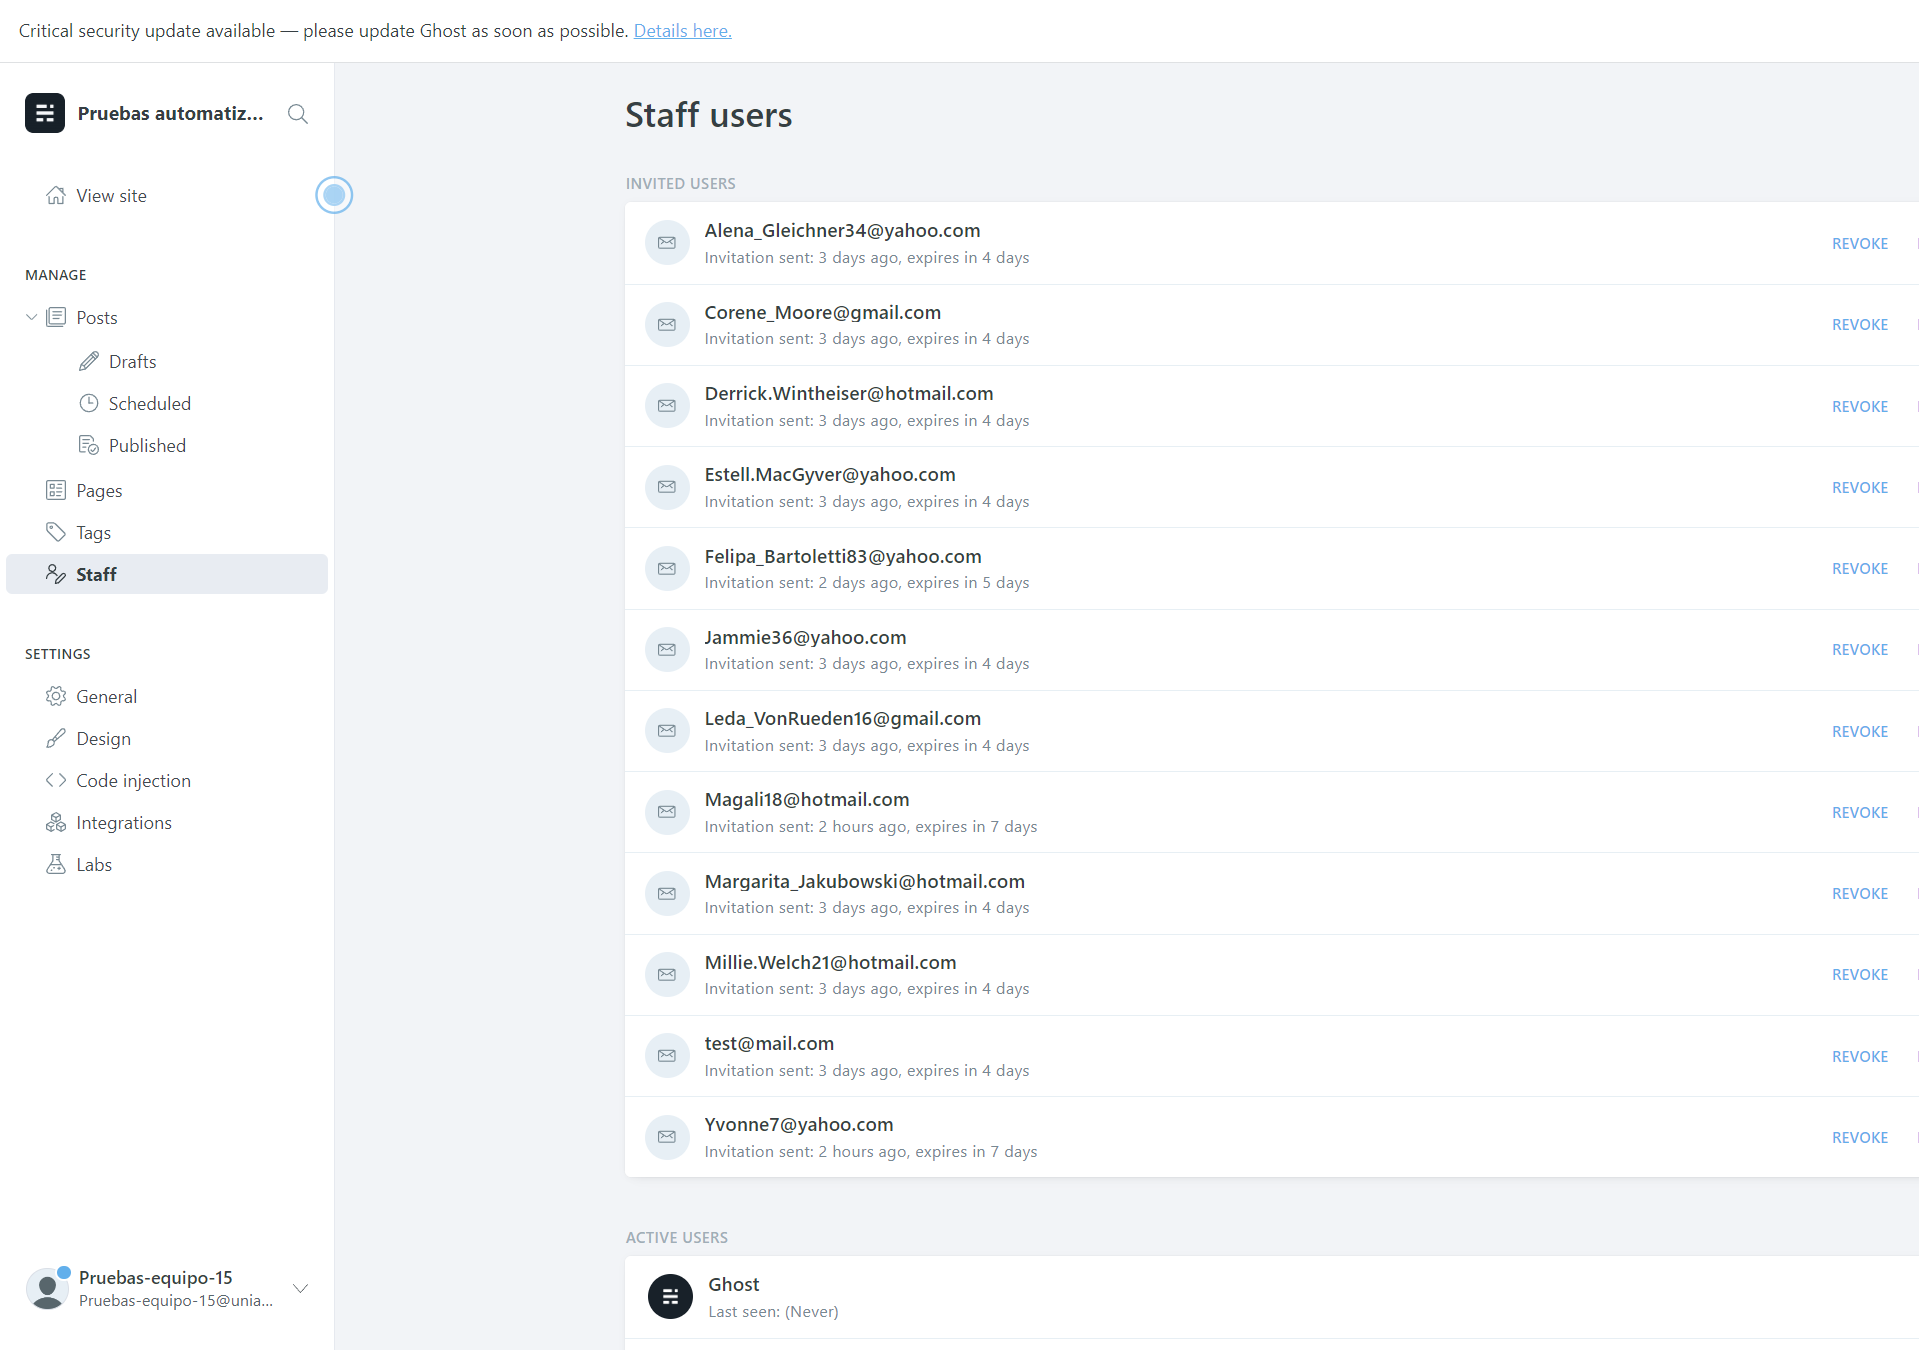 Critical security update available — please update Ghost as soon as possible. Details here.
Pruebas automatiz...
View site
MANAGE
Posts
Drafts
Scheduled
Published
Pages
Tags
Staff
SETTINGS
General
Design
Code injection
Integrations
Labs
Pruebas-equipo-15
Pruebas-equipo-15@unia...
Staff users
INVITED USERS
Alena_Gleichner34@yahoo.com
Invitation sent: 3 days ago, expires in 4 days
REVOKE
Corene_Moore@gmail.com
Invitation sent: 3 days ago, expires in 4 days
REVOKE
Derrick.Wintheiser@hotmail.com
Invitation sent: 3 days ago, expires in 4 days
REVOKE
Estell.MacGyver@yahoo.com
Invitation sent: 3 days ago, expires in 4 days
REVOKE
Felipa_Bartoletti83@yahoo.com
Invitation sent: 2 days ago, expires in 5 days
REVOKE
Jammie36@yahoo.com
Invitation sent: 3 days ago, expires in 4 days
REVOKE
Leda_VonRueden16@gmail.com
Invitation sent: 3 days ago, expires in 4 days
REVOKE
Magali18@hotmail.com
Invitation sent: 2 hours ago, expires in 7 days
REVOKE
Margarita_Jakubowski@hotmail.com
Invitation sent: 3 days ago, expires in 4 days
REVOKE
Millie.Welch21@hotmail.com
Invitation sent: 3 days ago, expires in 4 days
REVOKE
test@mail.com
Invitation sent: 3 days ago, expires in 4 days
REVOKE
Yvonne7@yahoo.com
Invitation sent: 2 hours ago, expires in 7 days
REVOKE
ACTIVE USERS
Ghost
Last seen: (Never)